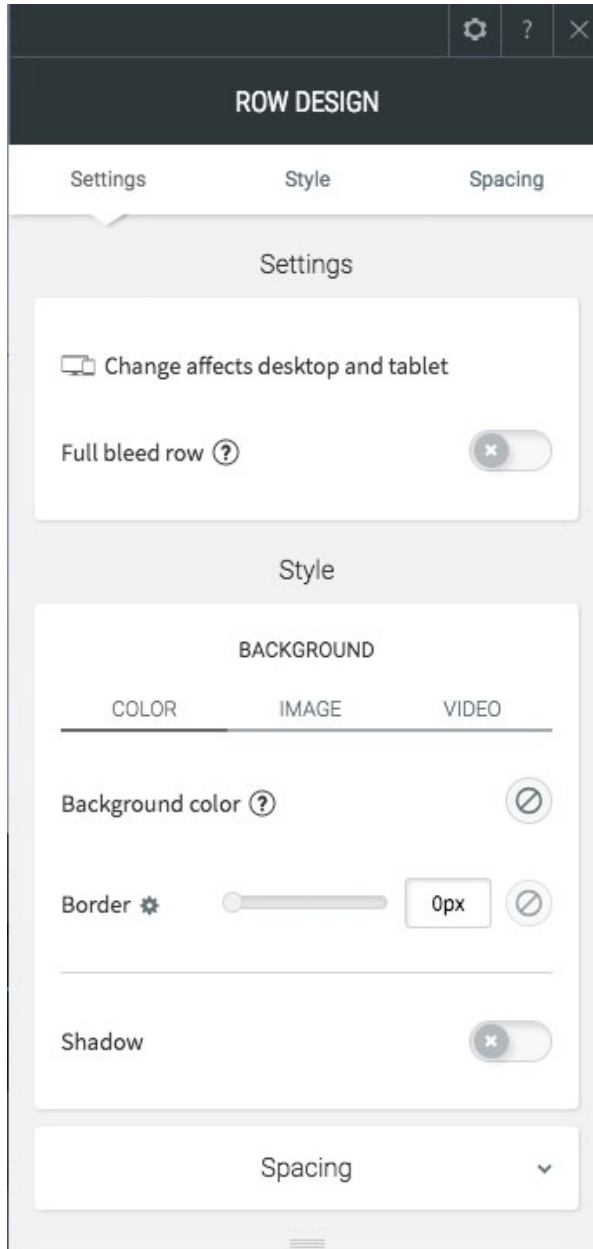 ?
ROW DESIGN
Settings Style Spacing
Settings
Change affects desktop and tablet
Full bleed row ?
Style
BACKGROUND
COLOR IMAGE VIDEO
Background color ?
Border 0px
Shadow
Spacing